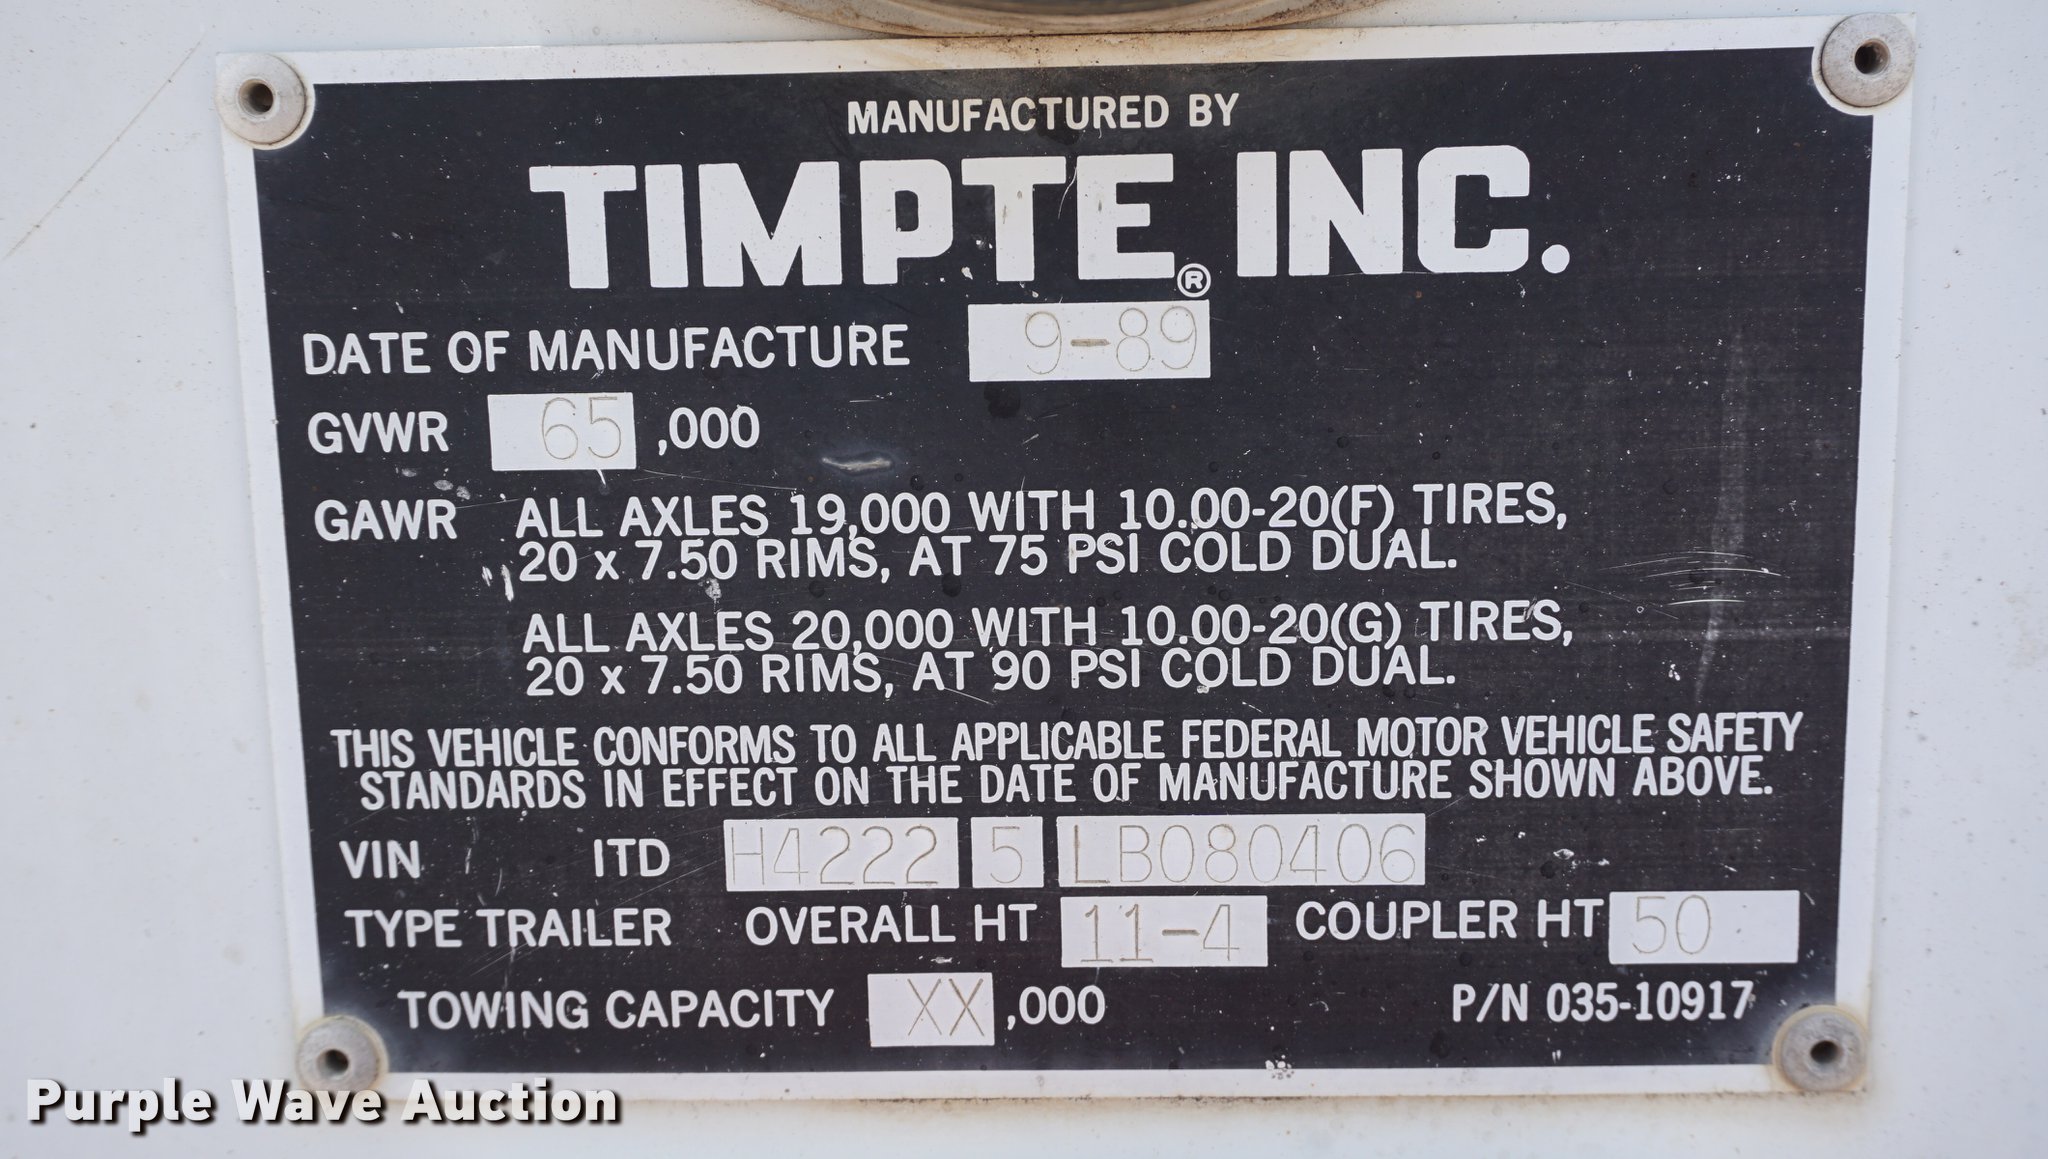 MANUFACTURED BY
TIMPTE® INC.
DATE OF MANUFACTURE 9-89
GVWR 65 ,000
GAWR ALL AXLES 19,000 WITH 10.00-20(F) TIRES,
20 x 7.50 RIMS, AT 75 PSI COLD DUAL.
ALL AXLES 20,000 WITH 10.00-20(G) TIRES,
20 x 7.50 RIMS, AT 90 PSI COLD DUAL.
THIS VEHICLE CONFORMS TO ALL APPLICABLE FEDERAL MOTOR VEHICLE SAFETY
STANDARDS IN EFFECT ON THE DATE OF MANUFACTURE SHOWN ABOVE.
VIN ITD H4222 5 LB080406
TYPE TRAILER OVERALL HT 11-4 COUPLER HT 50
TOWING CAPACITY XX ,000 P/N 035-10917
Purple Wave Auction